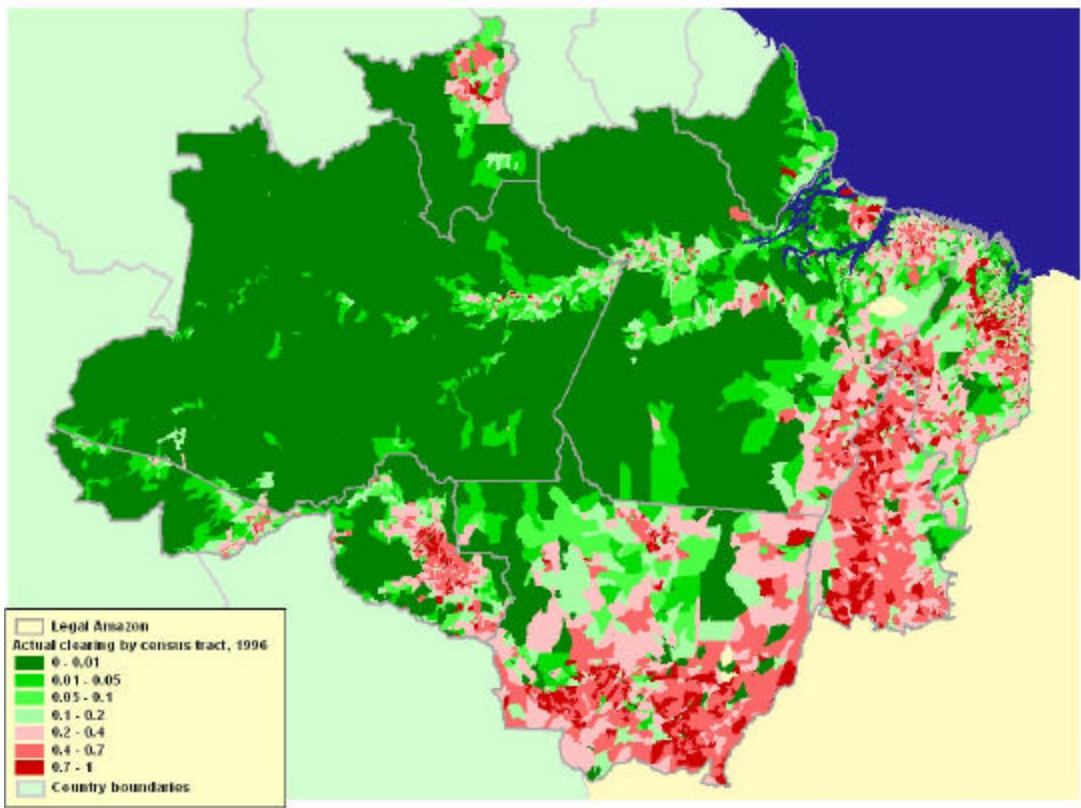 Legal Amazon
Actual clearing by census tract, 1996
0 - 0.01
0.01 - 0.05
0.05 - 0.1
0.1 - 0.2
0.2 - 0.4
0.4 - 0.7
0.7 - 1
Country boundaries